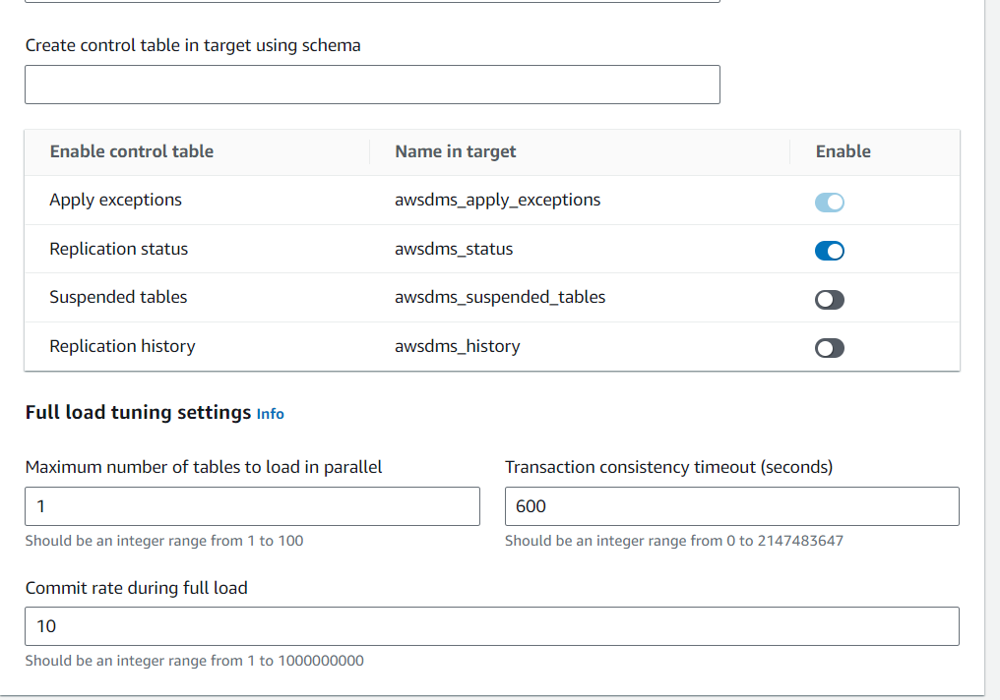 Create control table in target using schema
Enable control table Name in target Enable
Apply exceptions awsdms_apply_exceptions
Replication status awsdms_status
Suspended tables awsdms_suspended_tables
Replication history awsdms_history
Full load tuning settings Info
Maximum number of tables to load in parallel Transaction consistency timeout (seconds)
1 600
Should be an integer range from 1 to 100 Should be an integer range from 0 to 2147483647
Commit rate during full load
10
Should be an integer range from 1 to 1000000000